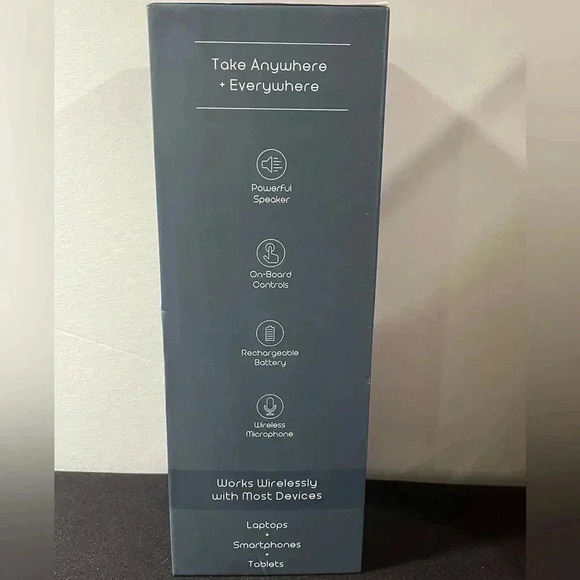 Take Anywhere
+ Everywhere
Powerful
Speaker
On-Board
Controls
Rechargeable
Battery
Wireless
Microphone
Works Wirelessly
with Most Devices
Laptops
+
Smartphones
+
Tablets